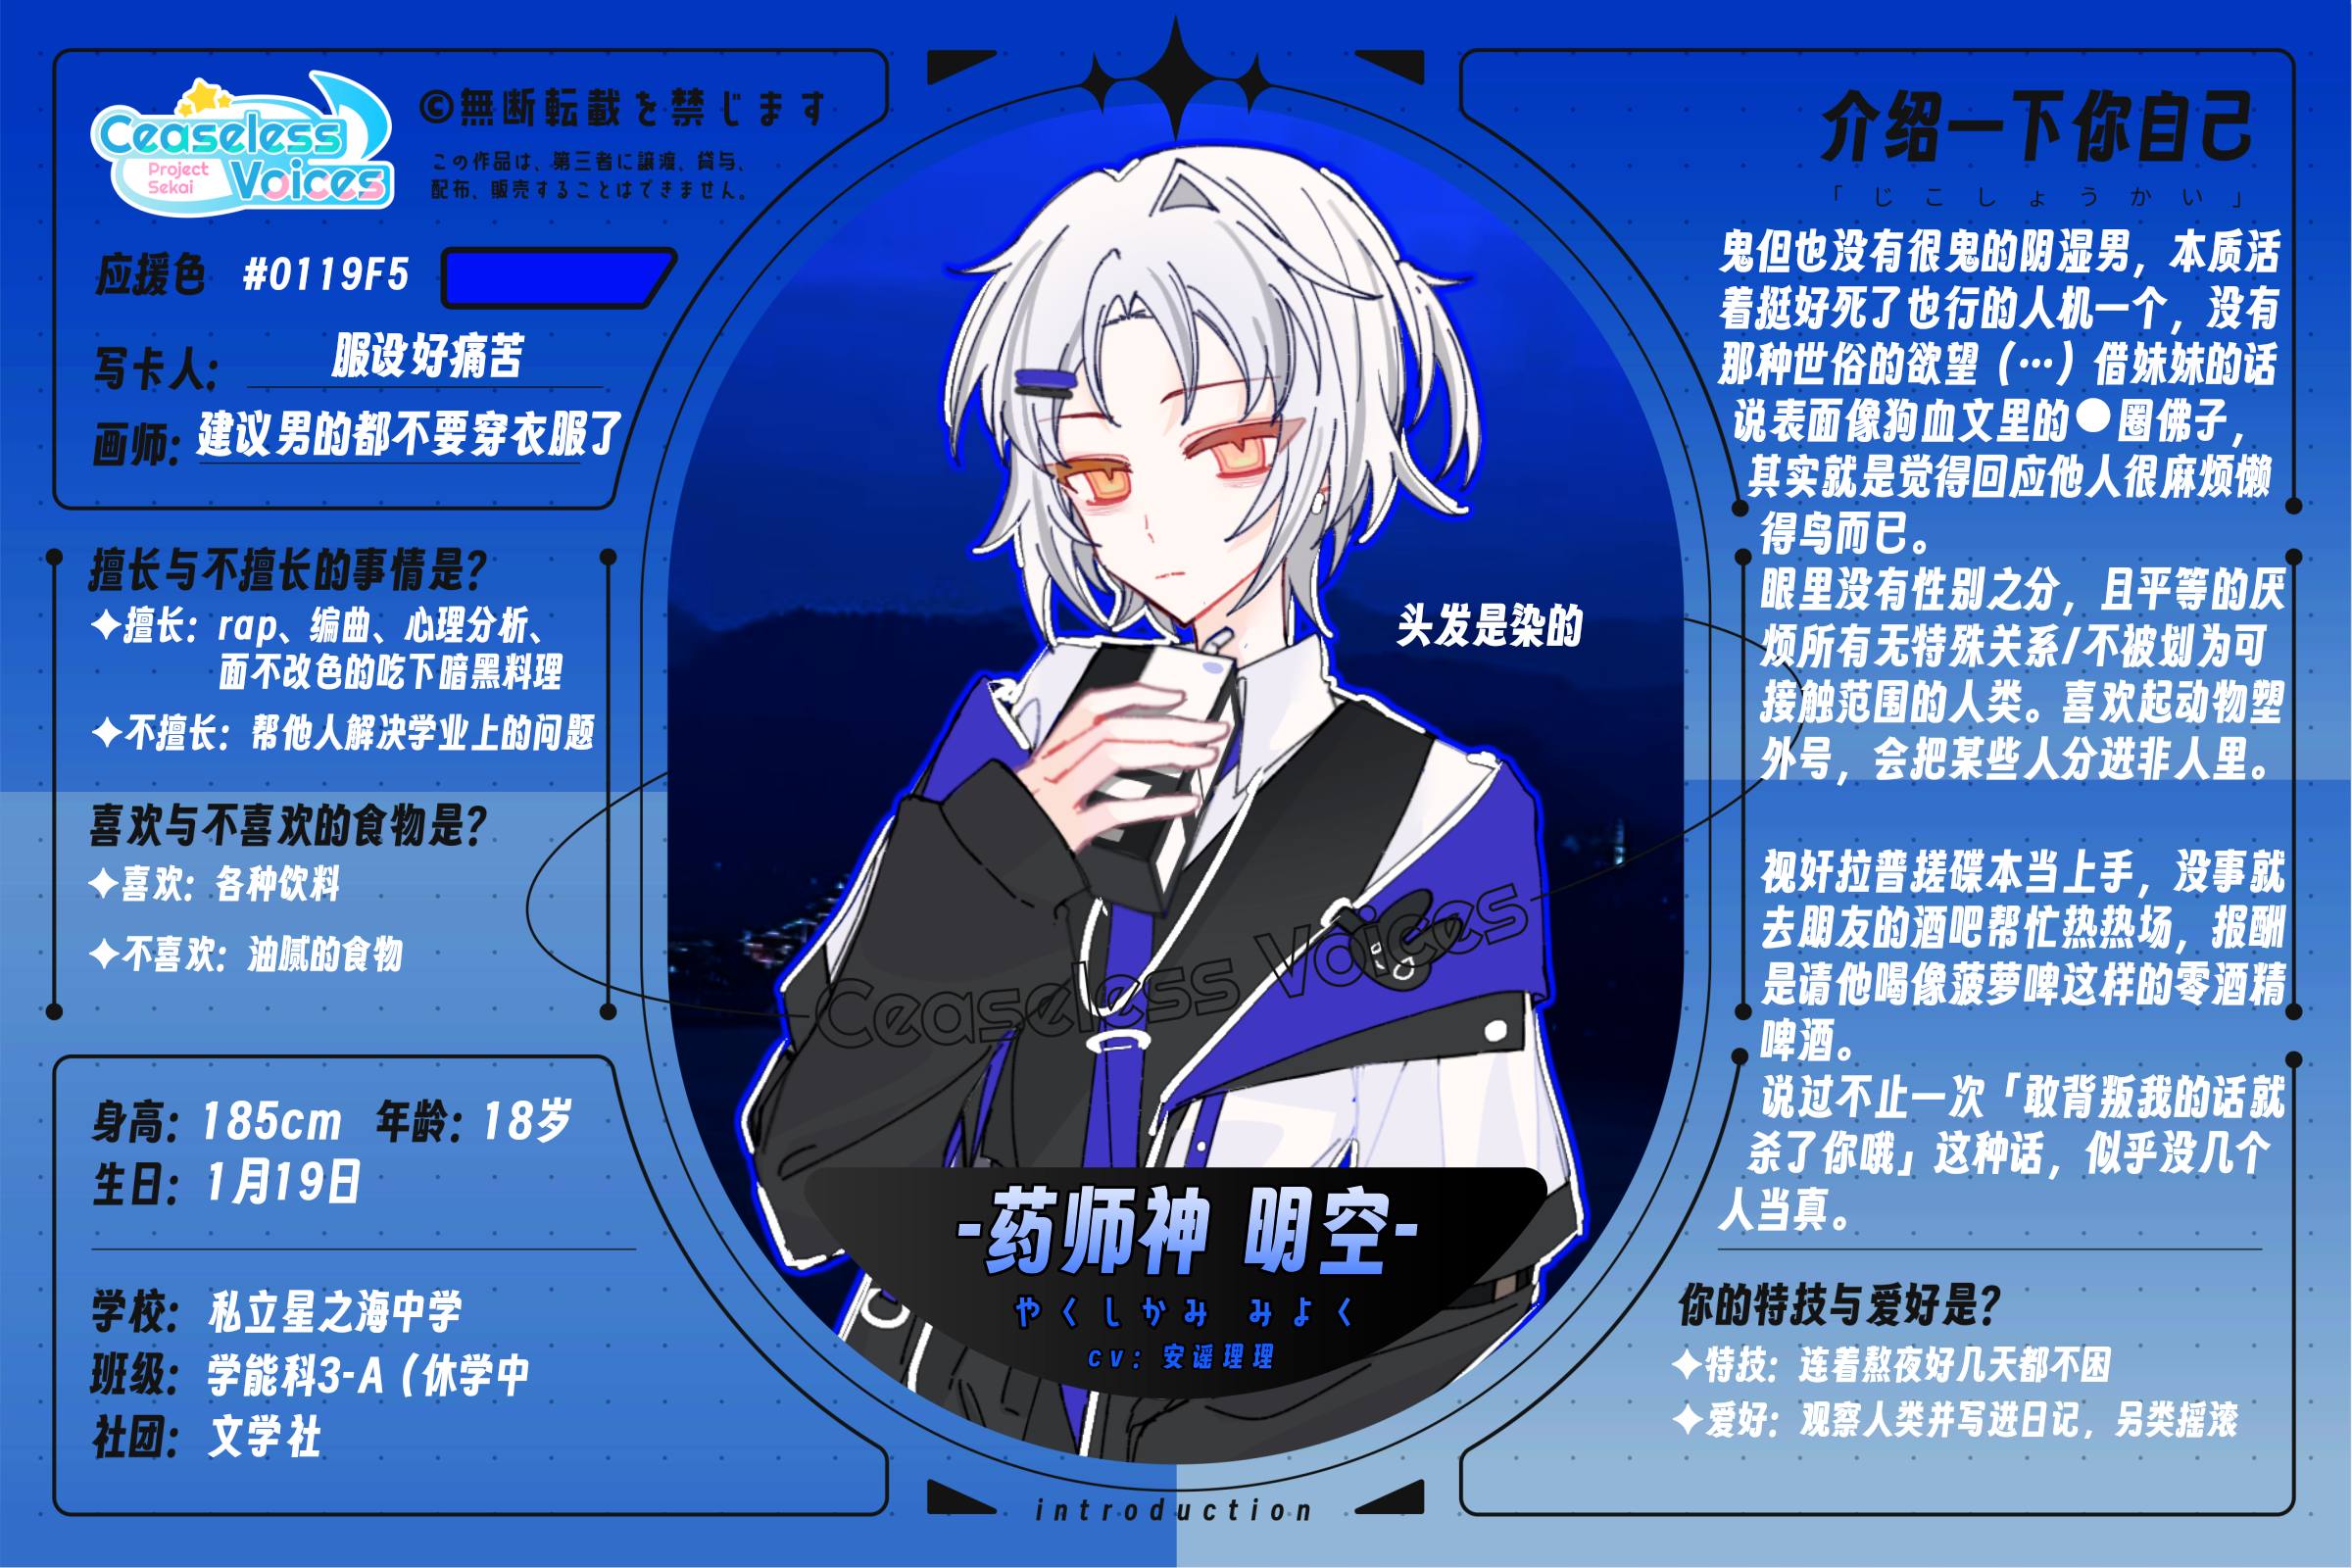 Ceaseless
Project
Sekai
Voices
©無断転載を禁じます
この作品は、第三者に譲渡、貸与、
配布、販売することはできません。
应援色 #0119F5
写卡人: 服设好痛苦
画师: 建议男的都不要穿衣服了
擅长与不擅长的事情是?
擅长: rap、编曲、心理分析、
面不改色的吃下暗黑料理
不擅长: 帮他人解决学业上的问题
喜欢与不喜欢的食物是?
喜欢: 各种饮料
不喜欢: 油腻的食物
身高: 185cm 年龄: 18岁
生日: 1月19日
学校: 私立星之海中学
班级: 学能科3-A（休学中
社团: 文学社
头发是染的
Ceaseless Voices
-药师神 明空-
やくしかみ みよく
cv: 安谣理理
introduction
介绍一下你自己
「じこしょうかい」
鬼但也没有很鬼的阴湿男，本质活
着挺好死了也行的人机一个，没有
那种世俗的欲望（…）借妹妹的话
说表面像狗血文里的●圈佛子，
其实就是觉得回应他人很麻烦懒
得鸟而已。
眼里没有性别之分，且平等的厌
烦所有无特殊关系/不被划为可
接触范围的人类。喜欢起动物塑
外号，会把某些人分进非人里。
视奸拉普搓碟本当上手，没事就
去朋友的酒吧帮忙热热场，报酬
是请他喝像菠萝啤这样的零酒精
啤酒。
说过不止一次「敢背叛我的话就
杀了你哦」这种话，似乎没几个
人当真。
你的特技与爱好是?
特技: 连着熬夜好几天都不困
爱好: 观察人类并写进日记，另类摇滚